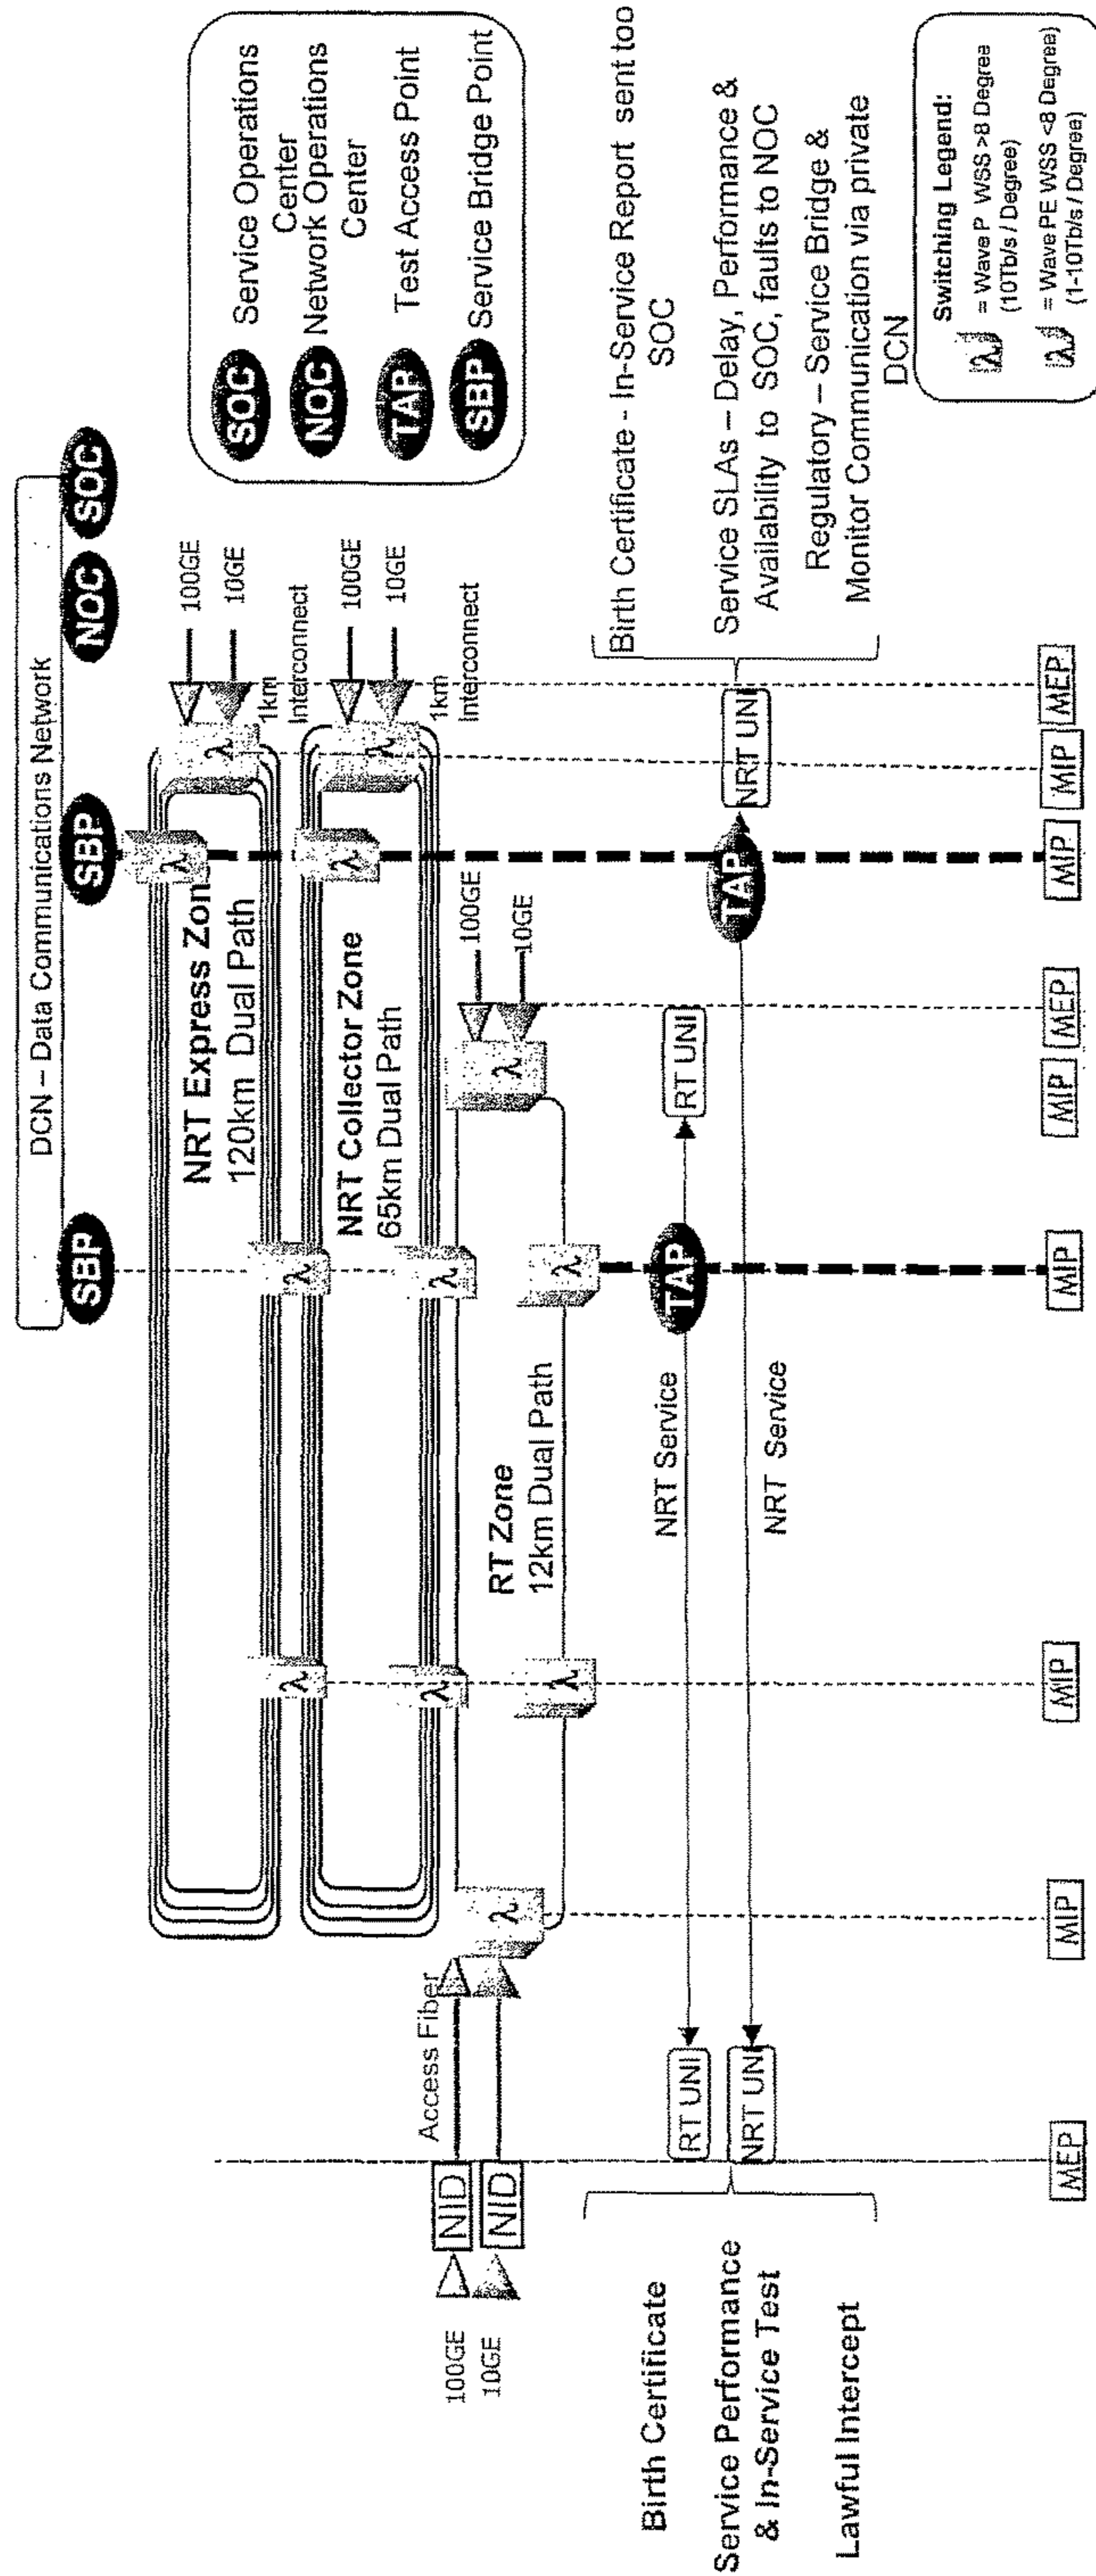 DCN – Data Communications Network
SBP
SBP
NOC
SOC
SOC
Service Operations
Center
NOC
Network Operations
Center
TAP
Test Access Point
SBP
Service Bridge Point
NRT Express Zon
120km Dual Path
λ
λ
λ
λ
100GE
10GE
1km
Interconnect
NRT Collector Zone
65km Dual Path
λ
λ
λ
λ
100GE
10GE
1km
Interconnect
RT Zone
12km Dual Path
λ
λ
λ
λ
100GE
10GE
Access Fiber
100GE
NID
10GE
NID
Birth Certificate
Service Performance
& In-Service Test
Lawful Intercept
RT UNI
NRT Service
TAP
RT UNI
NRT UNI
NRT Service
TAP
NRT UNI
Birth Certificate - In-Service Report sent too
SOC
Service SLAs – Delay, Performance &
Availability to SOC, faults to NOC
Regulatory – Service Bridge &
Monitor Communication via private
DCN
Switching Legend:
λ
= Wave P WSS >8 Degree
(10Tb/s / Degree)
λ
= Wave PE WSS <8 Degree
(1-10Tb/s / Degree)
MEP
MIP
MIP
MIP
MIP
MEP
MIP
MIP
MEP